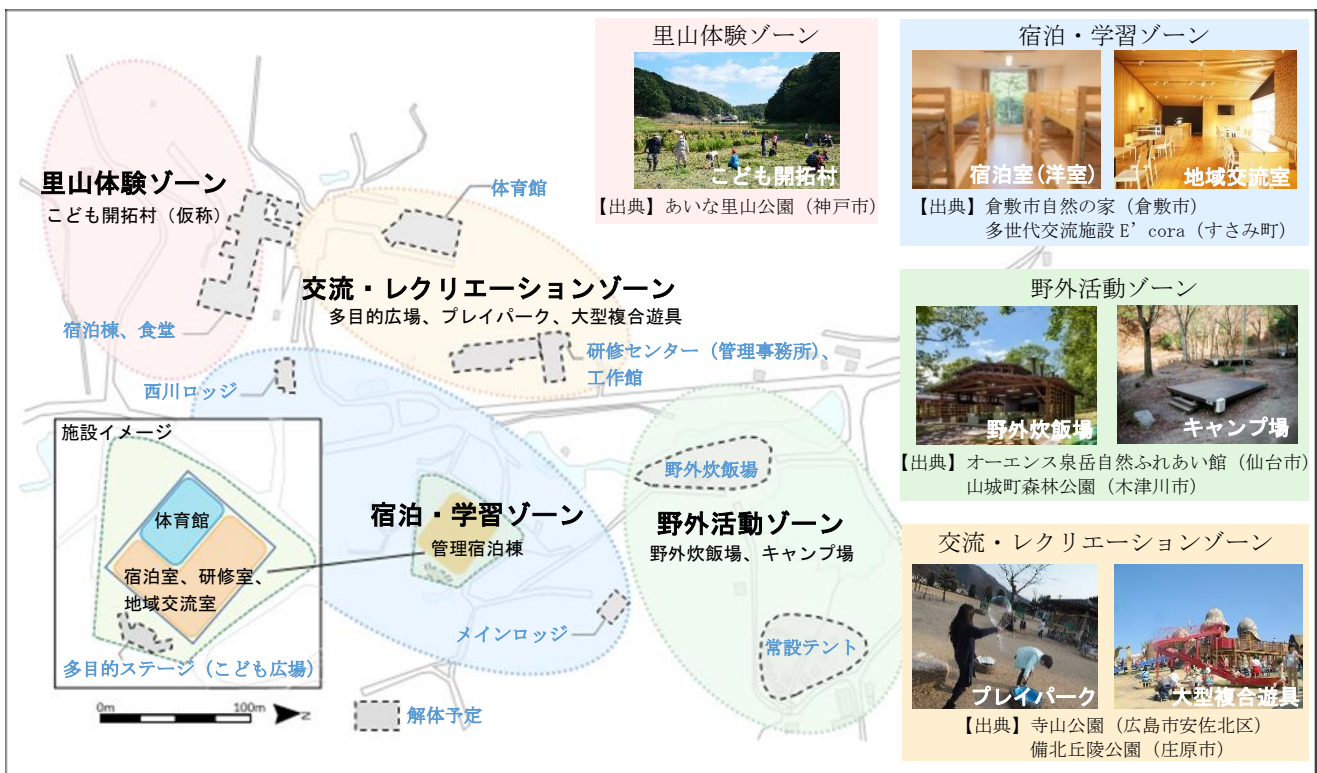 里山体験ゾーン
こども開拓村（仮称）
宿泊棟、食堂
体育館
交流・レクリエーションゾーン
多目的広場、プレイパーク、大型複合遊具
研修センター（管理事務所）、
工作館
西川ロッジ
施設イメージ
体育館
宿泊室、研修室、
地域交流室
多目的ステージ（こども広場）
宿泊・学習ゾーン
管理宿泊棟
メインロッジ
野外炊飯場
野外活動ゾーン
野外炊飯場、キャンプ場
常設テント
0m 100m Z
解体予定
里山体験ゾーン
こども開拓村
【出典】あいな里山公園（神戸市）
宿泊・学習ゾーン
宿泊室(洋室)
地域交流室
【出典】倉敷市自然の家（倉敷市）
多世代交流施設 E’cora（すさみ町）
野外活動ゾーン
野外炊飯場
キャンプ場
【出典】オーエンス泉岳自然ふれあい館（仙台市）
山城町森林公園（木津川市）
交流・レクリエーションゾーン
プレイパーク
大型複合遊具
【出典】寺山公園（広島市安佐北区）
備北丘陵公園（庄原市）